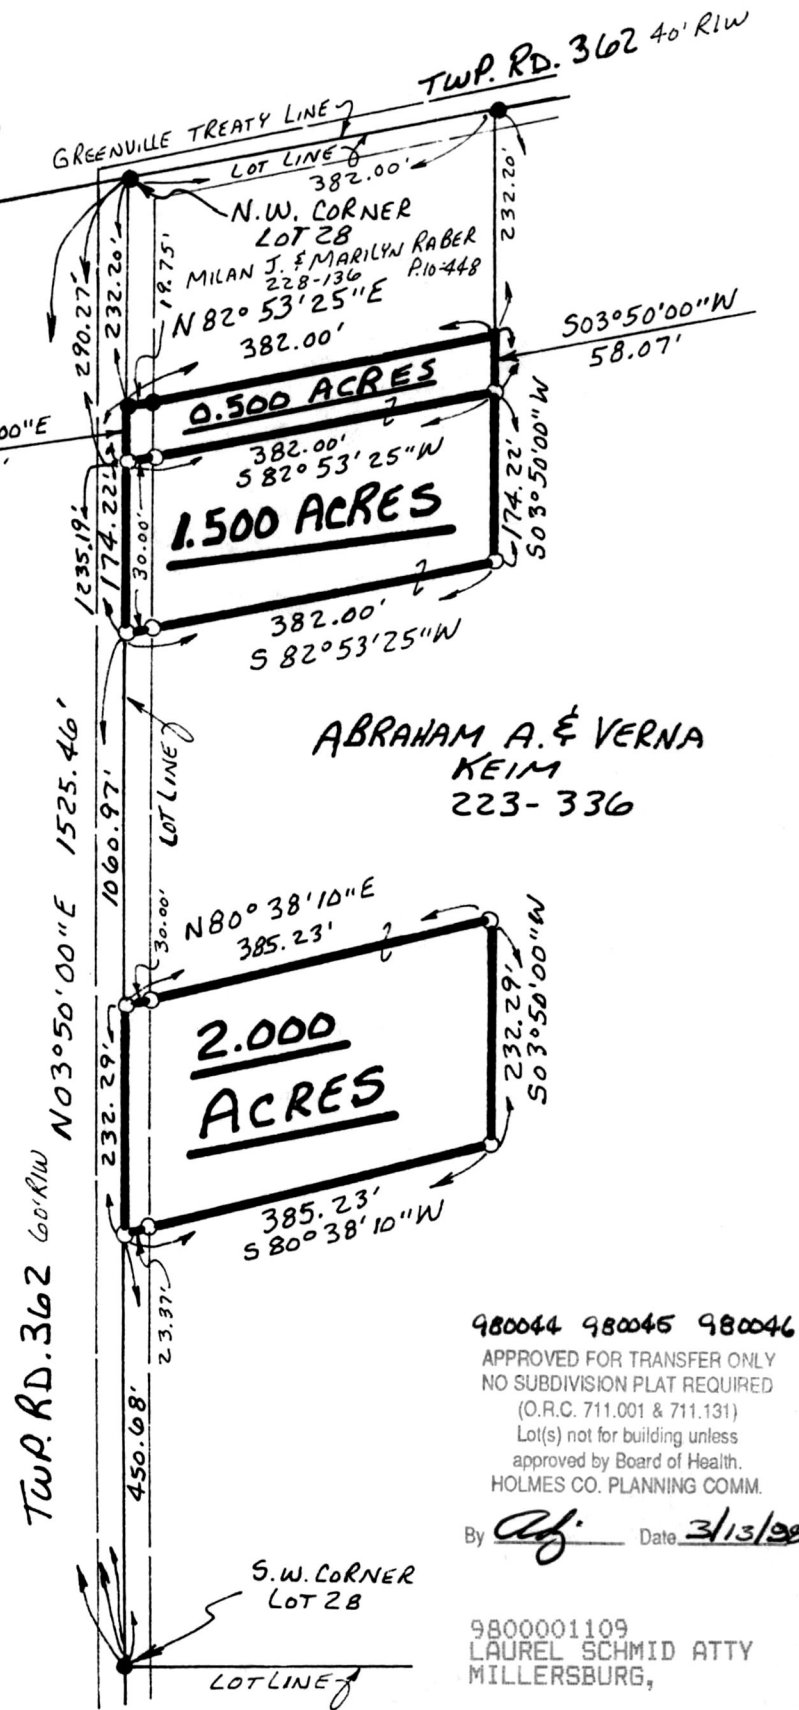 TWP. RD. 362 40' R/W
GREENVILLE TREATY LINE
LOT LINE
382.00'
232.20'
N.W. CORNER
LOT 28
MILAN J. & MARILYN RABER
228-136 P.10-448
290.27'
232.20'
19.75'
N 82° 53' 25" E
382.00'
S03°50'00"W
58.07'
0.500 ACRES
00"E
'
382.00'
S 82° 53' 25" W
1235.19'
174.22'
30.00'
1.500 ACRES
174.22'
S03°50'00"W
382.00'
S 82°53'25"W
ABRAHAM A. & VERNA
KEIM
223-336
LOT LINE
1060.97'
N03°50'00"E 1525.46'
30.00'
N80°38'10"E
385.23'
232.29'
2.000
ACRES
232.29'
S03°50'00"W
385.23'
S 80°38'10"W
23.37'
TWP. RD. 362 60' R/W
450.68'
980044 980045 980046
APPROVED FOR TRANSFER ONLY
NO SUBDIVISION PLAT REQUIRED
(O.R.C. 711.001 & 711.131)
Lot(s) not for building unless
approved by Board of Health.
HOLMES CO. PLANNING COMM.
By Date 3/13/98
S.W. CORNER
LOT 28
LOT LINE
9800001109
LAUREL SCHMID ATTY
MILLERSBURG,